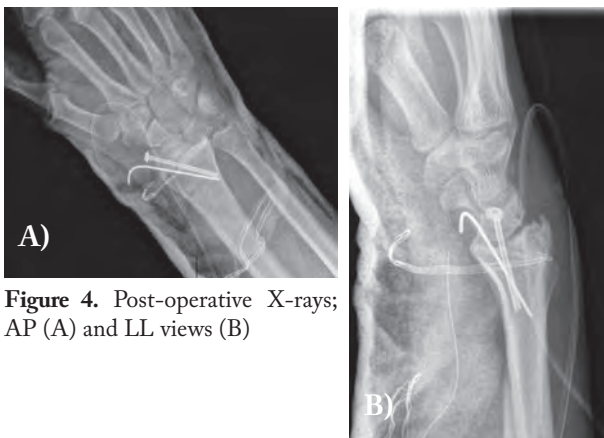 A)
Figure 4. Post-operative X-rays;
AP (A) and LL views (B)
B)